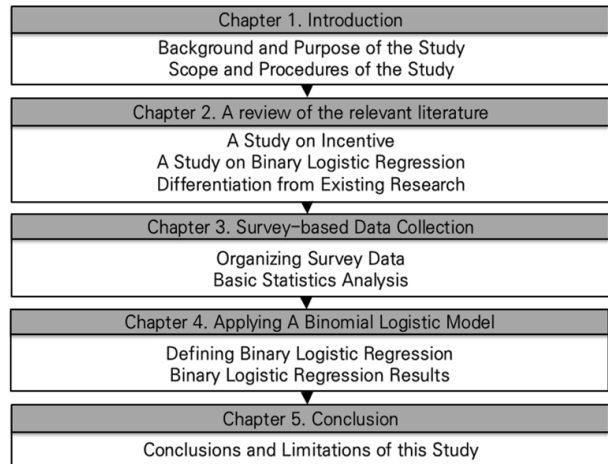 Chapter 1. Introduction
Background and Purpose of the Study
Scope and Procedures of the Study
Chapter 2. A review of the relevant literature
A Study on Incentive
A Study on Binary Logistic Regression
Differentiation from Existing Research
Chapter 3. Survey-based Data Collection
Organizing Survey Data
Basic Statistics Analysis
Chapter 4. Applying A Binomial Logistic Model
Defining Binary Logistic Regression
Binary Logistic Regression Results
Chapter 5. Conclusion
Conclusions and Limitations of this Study